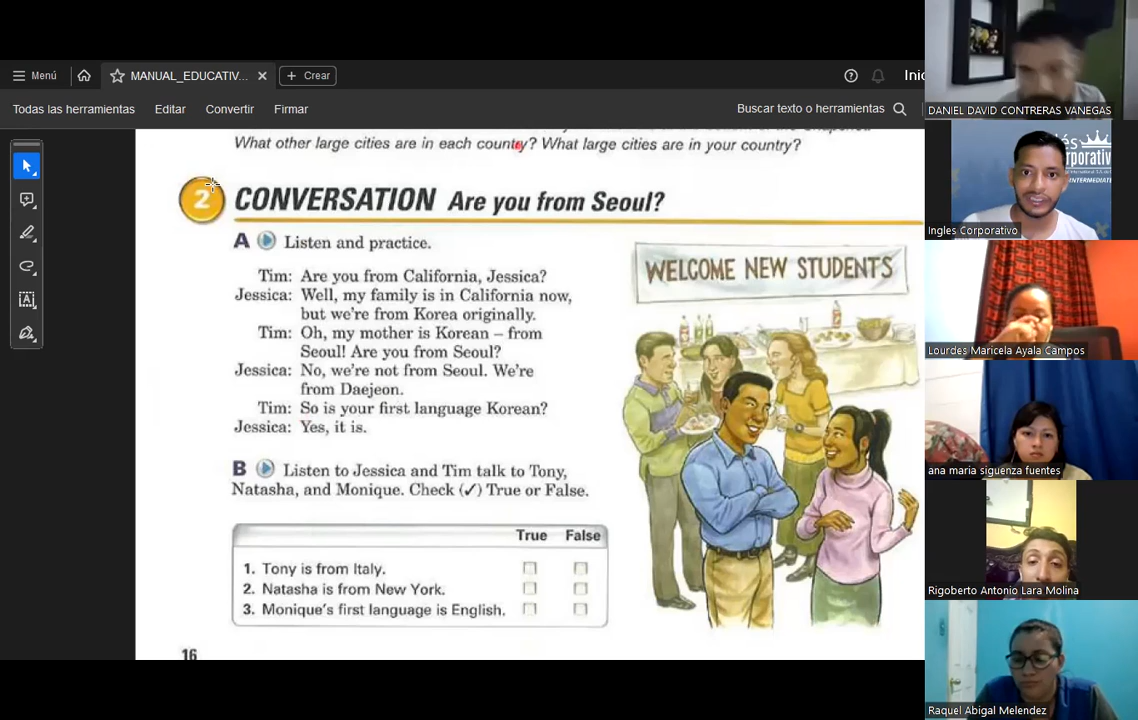 Menú
MANUAL_EDUCATIV...
Crear
Ini
Todas las herramientas
Editar
Convertir
Firmar
Buscar texto o herramientas
What other large cities are in each country? What large cities are in your country?
2 CONVERSATION Are you from Seoul?
A Listen and practice.
Tim: Are you from California, Jessica?
Jessica: Well, my family is in California now,
but we're from Korea originally.
Tim: Oh, my mother is Korean – from
Seoul! Are you from Seoul?
Jessica: No, we're not from Seoul. We're
from Daejeon.
Tim: So is your first language Korean?
Jessica: Yes, it is.
B Listen to Jessica and Tim talk to Tony,
Natasha, and Monique. Check (✓) True or False.
True False
1. Tony is from Italy.
2. Natasha is from New York.
3. Monique's first language is English.
16
WELCOME NEW STUDENTS
DANIEL DAVID CONTRERAS VANEGAS
Ingles Corporativo
Lourdes Maricela Ayala Campos
ana maria siguenza fuentes
Rigoberto Antonio Lara Molina
Raquel Abigal Melendez